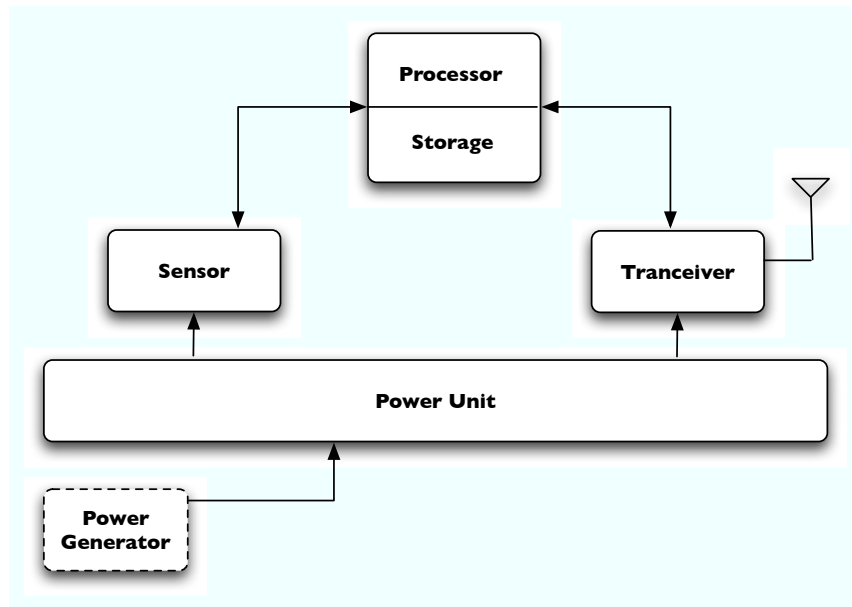 Processor
Storage
Sensor
Tranceiver
Power Unit
Power
Generator